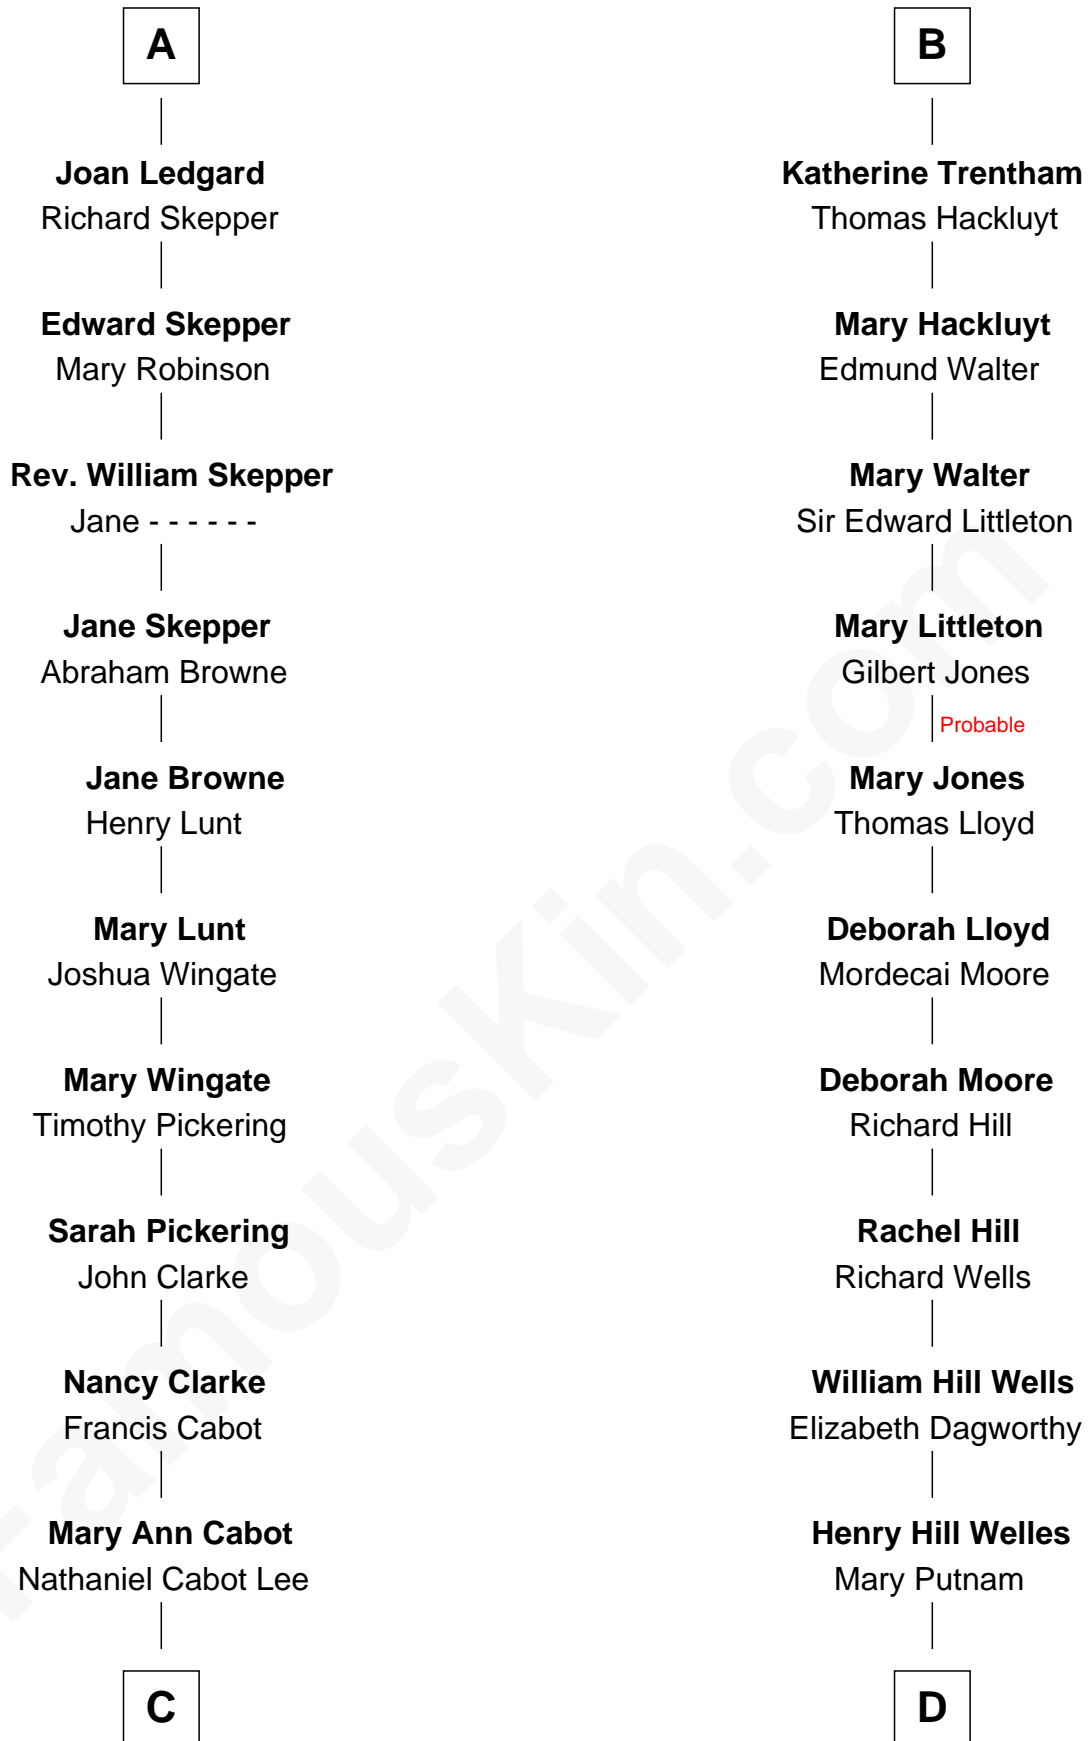 A
Joan Ledgard
Richard Skepper
Edward Skepper
Mary Robinson
Rev. William Skepper
Jane - - - - - -
Jane Skepper
Abraham Browne
Jane Browne
Henry Lunt
Mary Lunt
Joshua Wingate
Mary Wingate
Timothy Pickering
Sarah Pickering
John Clarke
Nancy Clarke
Francis Cabot
Mary Ann Cabot
Nathaniel Cabot Lee
C
B
Katherine Trentham
Thomas Hackluyt
Mary Hackluyt
Edmund Walter
Mary Walter
Sir Edward Littleton
Mary Littleton
Gilbert Jones
Probable
Mary Jones
Thomas Lloyd
Deborah Lloyd
Mordecai Moore
Deborah Moore
Richard Hill
Rachel Hill
Richard Wells
William Hill Wells
Elizabeth Dagworthy
Henry Hill Welles
Mary Putnam
D
FamousKin.com